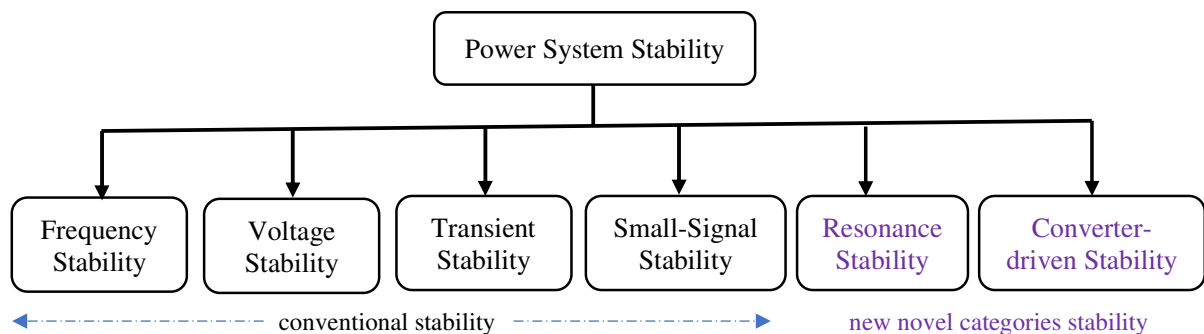 Power System Stability
Frequency
Stability
Voltage
Stability
Transient
Stability
Small-Signal
Stability
Resonance
Stability
Converter-
driven Stability
conventional stability
new novel categories stability